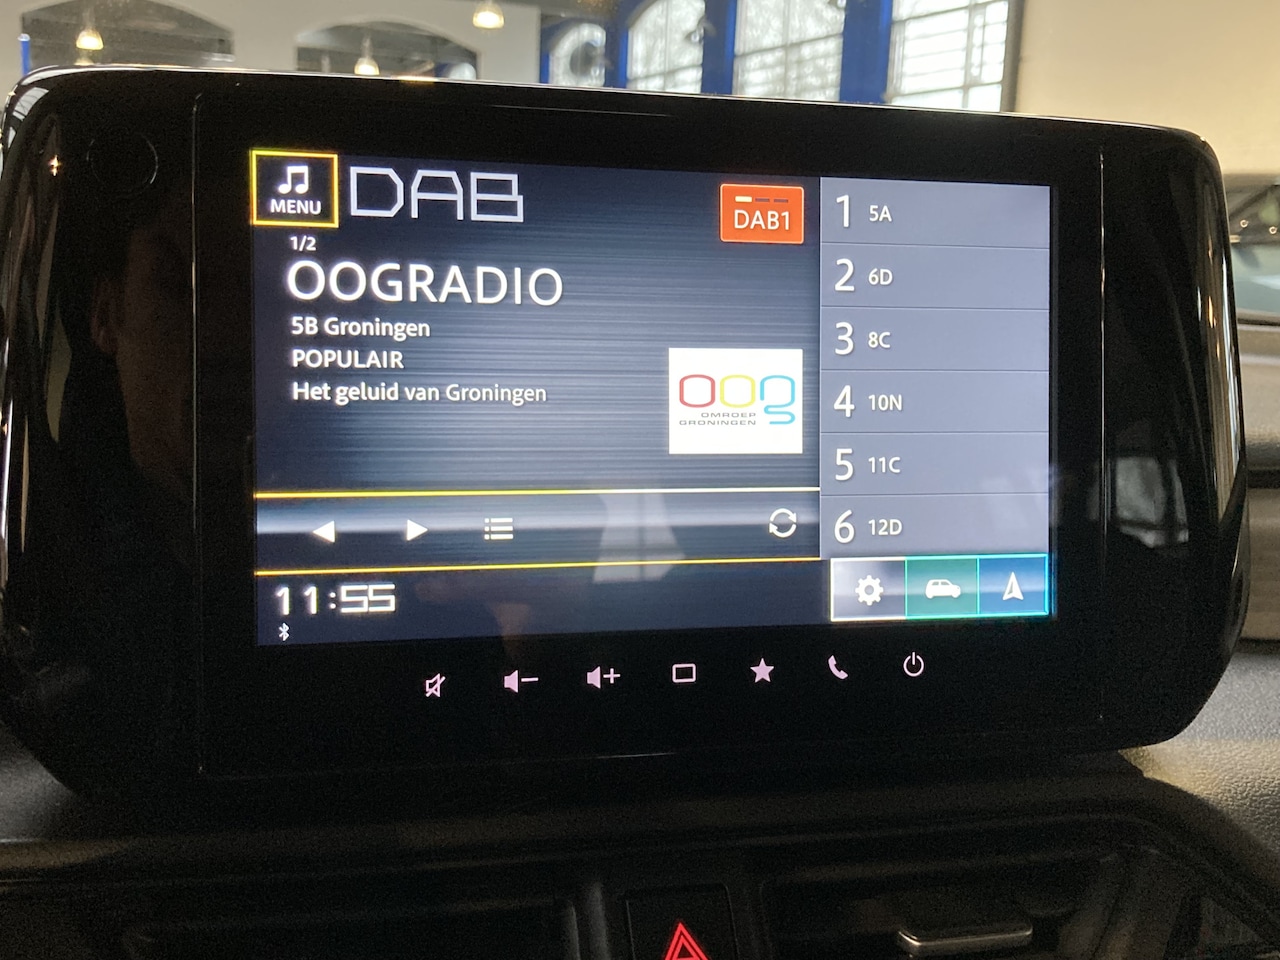 MENU
DAB
DAB1
1/2
OOGRADIO
5B Groningen
POPULAIR
Het geluid van Groningen
OOg
OMROEP
GRONINGEN
1 5A
2 6D
3 8C
4 10N
5 11C
6 12D
11:55